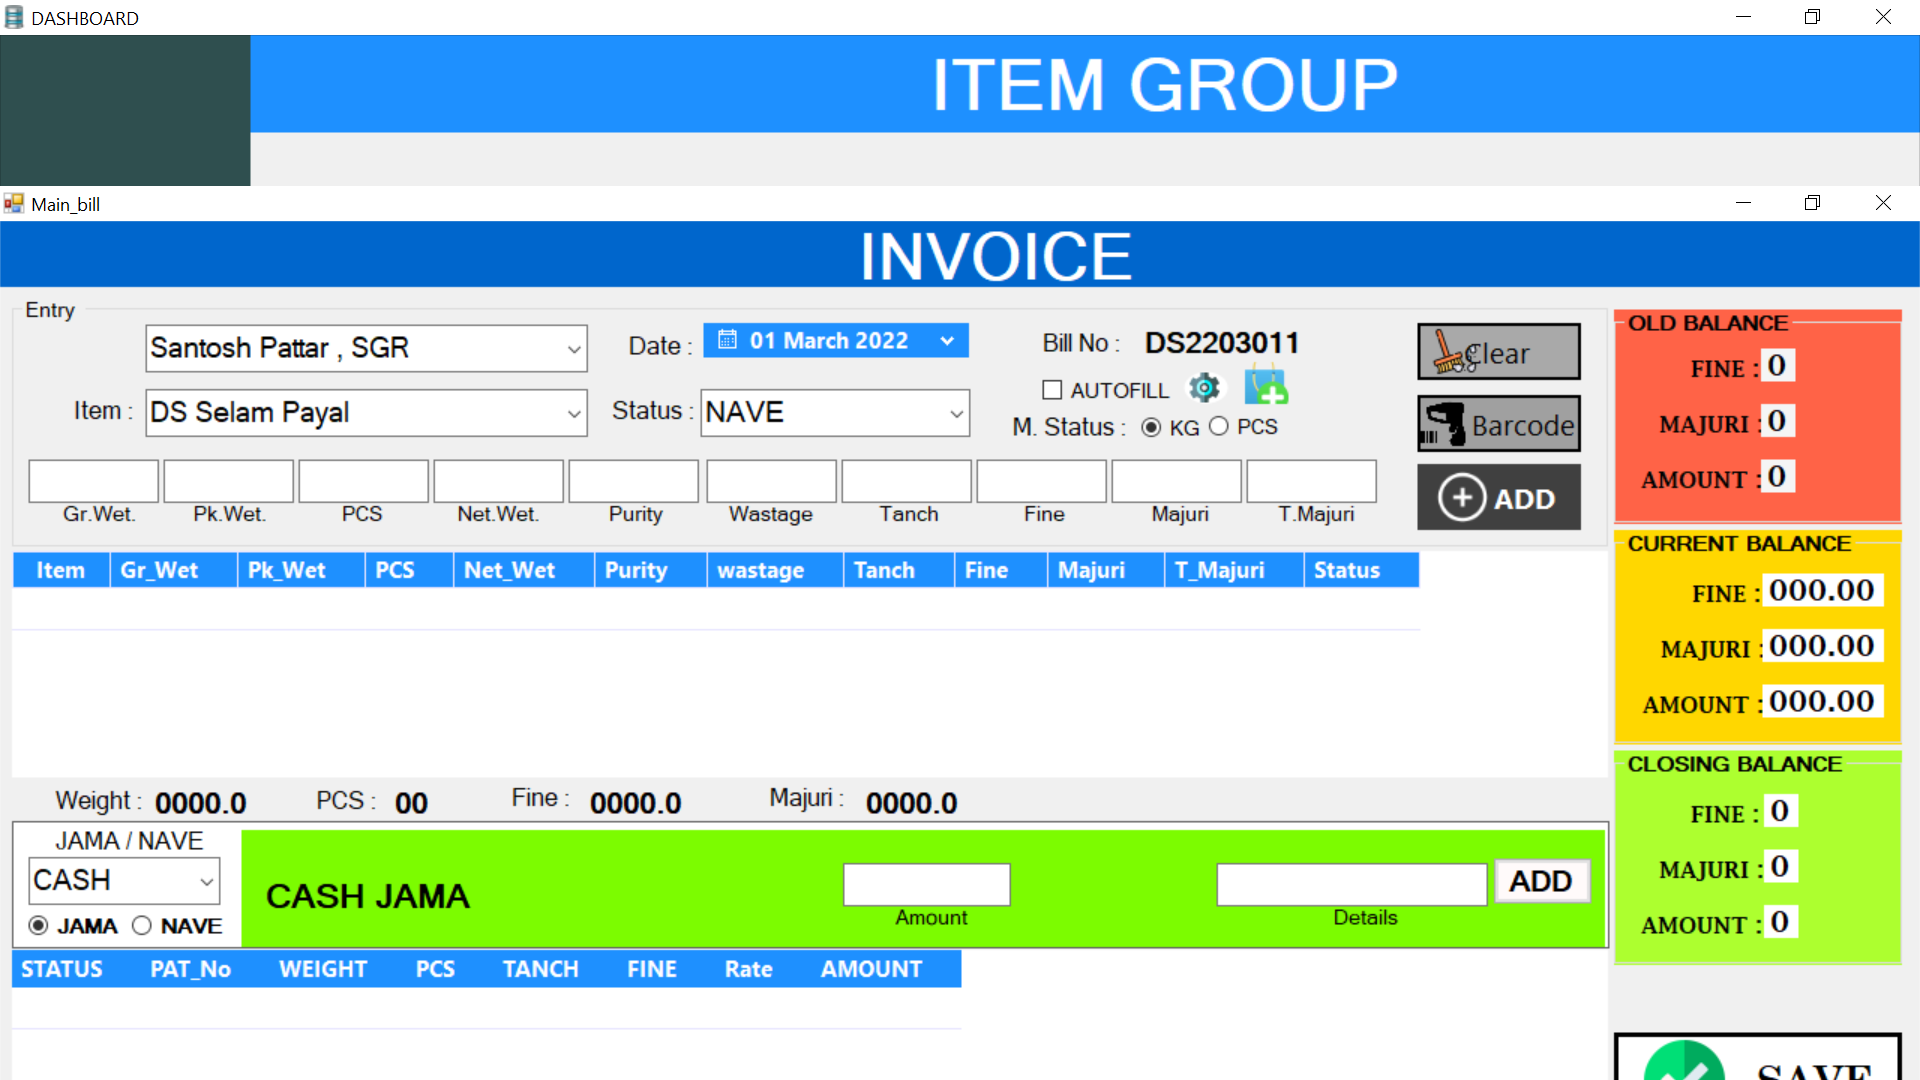 DASHBOARD
ITEM GROUP
Main_bill
INVOICE
Entry
Santosh Pattar , SGR
Date :
01 March 2022
Bill No :
DS2203011
Clear
AUTOFILL
Item :
DS Selam Payal
Status :
NAVE
M. Status :
KG
PCS
Barcode
ADD
Gr.Wet.
Pk.Wet.
PCS
Net.Wet.
Purity
Wastage
Tanch
Fine
Majuri
T.Majuri
Item Gr_Wet Pk_Wet PCS Net_Wet Purity wastage Tanch Fine Majuri T_Majuri Status
OLD BALANCE
FINE : 0
MAJURI : 0
AMOUNT : 0
CURRENT BALANCE
FINE : 000.00
MAJURI : 000.00
AMOUNT : 000.00
CLOSING BALANCE
FINE : 0
MAJURI : 0
AMOUNT : 0
Weight : 0000.0 PCS : 00 Fine : 0000.0 Majuri : 0000.0
JAMA / NAVE
CASH
JAMA NAVE
CASH JAMA
Amount
Details
ADD
STATUS PAT_No WEIGHT PCS TANCH FINE Rate AMOUNT
SAVE